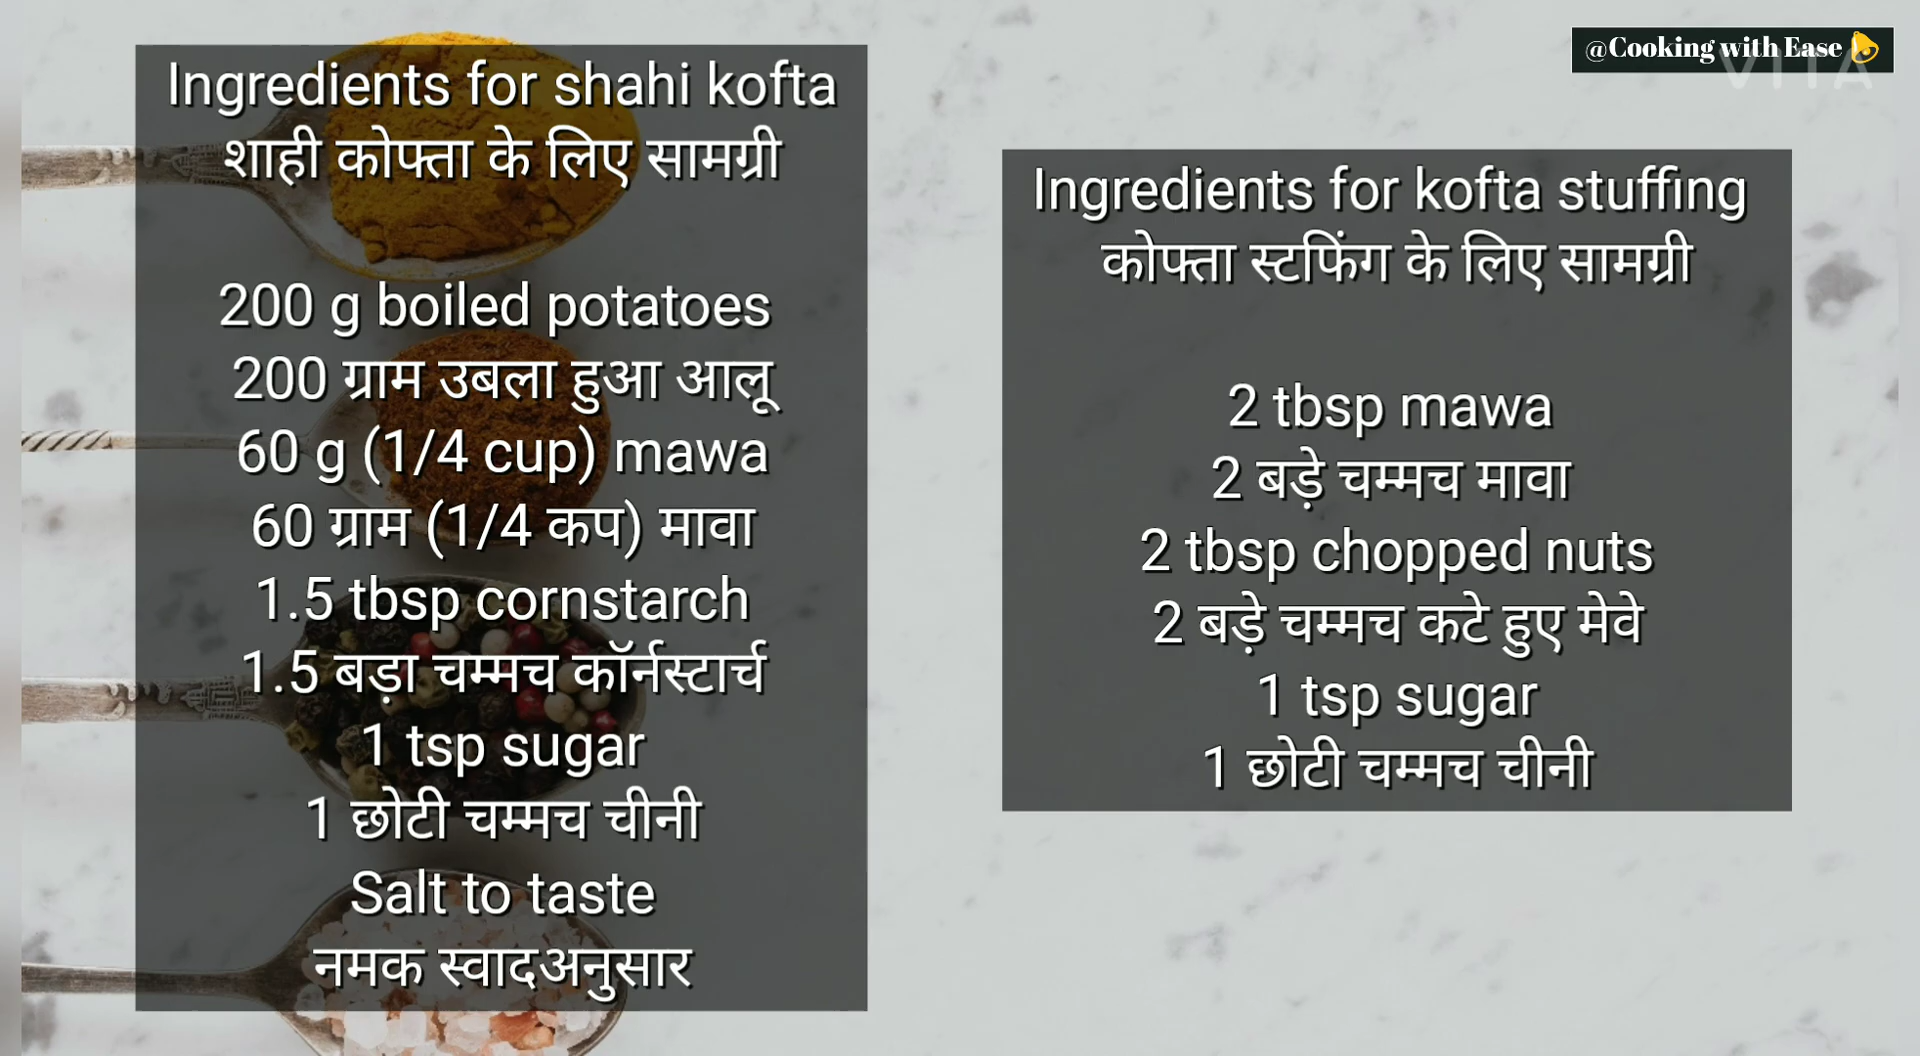 @Cooking with Ease
VITA
Ingredients for shahi kofta
शाही कोफ्ता के लिए सामग्री
200 g boiled potatoes
200 ग्राम उबला हुआ आलू
60 g (1/4 cup) mawa
60 ग्राम (1/4 कप) मावा
1.5 tbsp cornstarch
1.5 बड़ा चम्मच कॉर्नस्टार्च
1 tsp sugar
1 छोटी चम्मच चीनी
Salt to taste
नमक स्वादअनुसार
Ingredients for kofta stuffing
कोफ्ता स्टफिंग के लिए सामग्री
2 tbsp mawa
2 बड़े चम्मच मावा
2 tbsp chopped nuts
2 बड़े चम्मच कटे हुए मेवे
1 tsp sugar
1 छोटी चम्मच चीनी